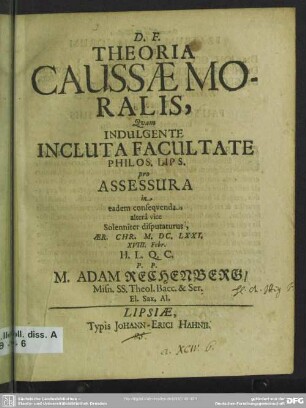 D. F.
THEORIA
CAUSSÆ MO-
RALIS,
Quam
INDULGENTE
INCLUTA FACULTATE
PHILOS. LIPS.
pro
ASSESSURA
in
eadem consequenda,
alterâ vice
Solenniter disputaturus,
ÆR. CHR. M. DC. LXXI.
XVIII. Febr.
H. L. Q. C.
P. P.
M. ADAM RECHENBERG/
Misn. SS. Theol. Bacc. & Ser.
El. Sax. Al.
LIPSIÆ,
Typis JOHANN-ERICI HAHNII.
diss. A